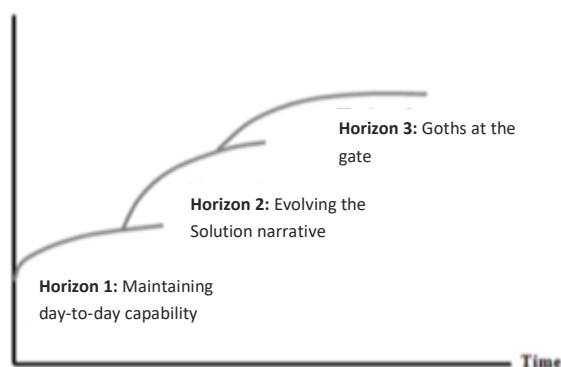 Horizon 3: Goths at the
gate
Horizon 2: Evolving the
Solution narrative
Horizon 1: Maintaining
day-to-day capability
Time